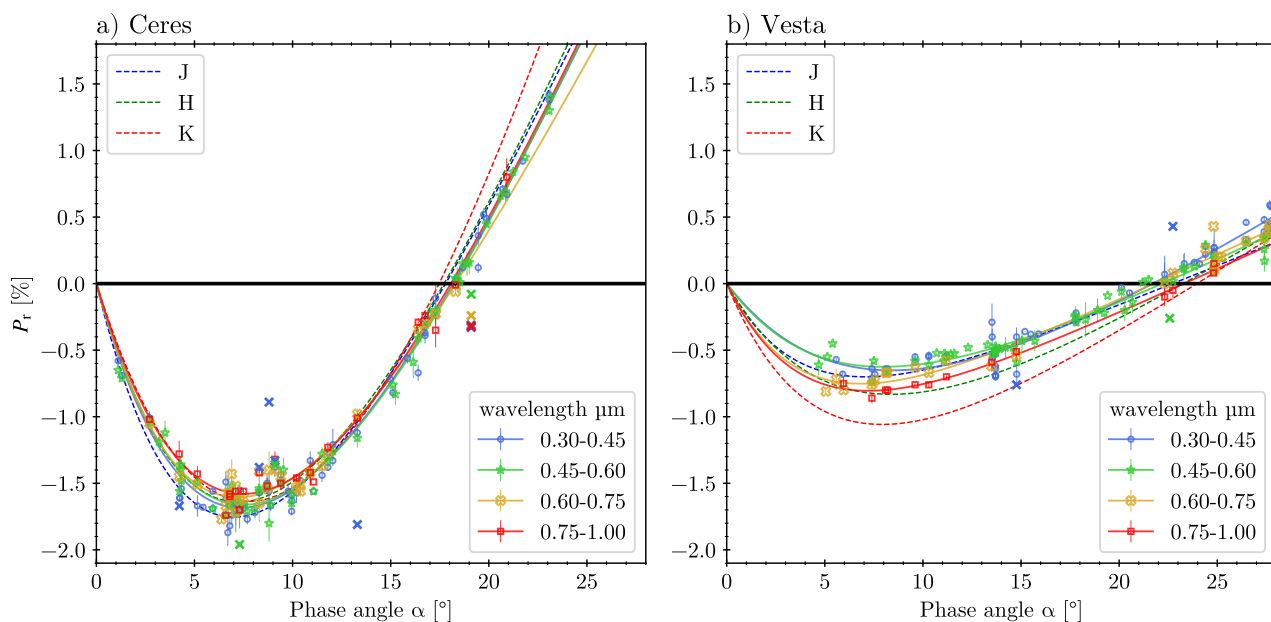 a) Ceres
b) Vesta
J
H
K
J
H
K
1.5
1.0
0.5
0.0
−0.5
−1.0
−1.5
−2.0
1.5
1.0
0.5
0.0
−0.5
−1.0
−1.5
−2.0
P_r [%]
wavelength µm
0.30-0.45
0.45-0.60
0.60-0.75
0.75-1.00
wavelength µm
0.30-0.45
0.45-0.60
0.60-0.75
0.75-1.00
0 5 10 15 20 25
0 5 10 15 20 25
Phase angle α [°]
Phase angle α [°]